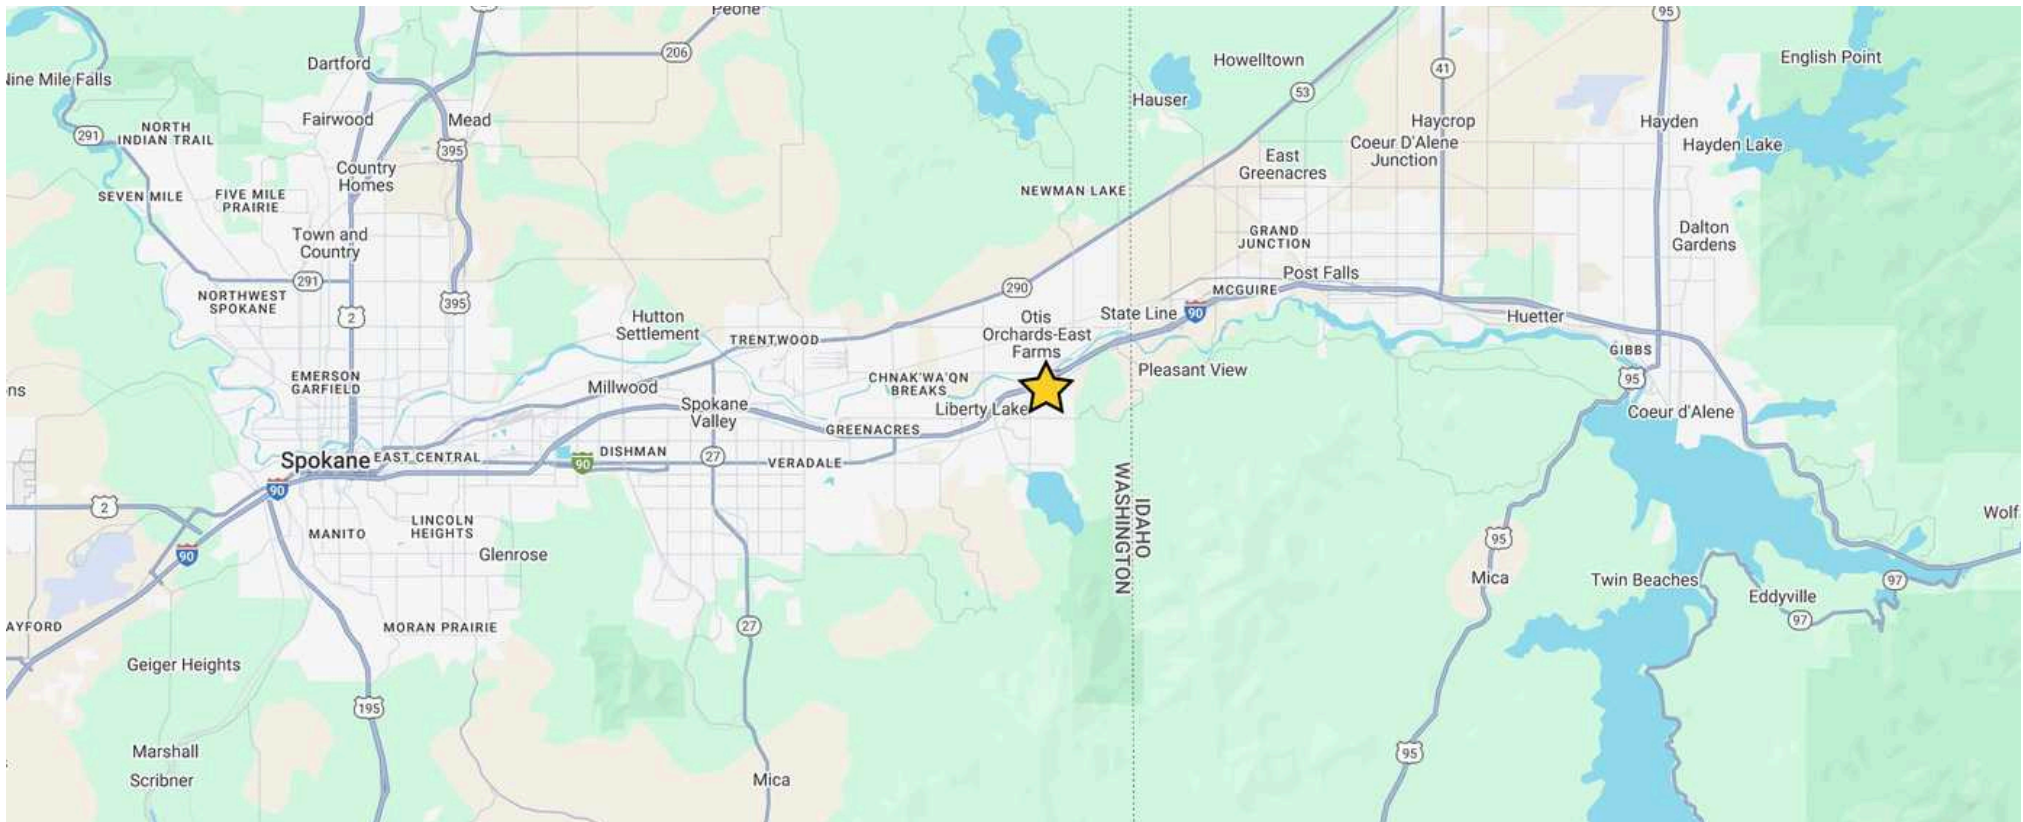 Peone
95
206
Dartford
English Point
Howelltown
41
Nine Mile Falls
53
Hauser
Fairwood
Mead
Haycrop
Hayden
291
NORTH
INDIAN TRAIL
395
Coeur D'Alene
Junction
Hayden Lake
Country
Homes
East
Greenacres
SEVEN MILE
FIVE MILE
PRAIRIE
NEWMAN LAKE
Town and
Country
GRAND
JUNCTION
Dalton
Gardens
291
Post Falls
290
MCGUIRE
NORTHWEST
SPOKANE
395
2
Hutton
Settlement
Otis
Orchards-East
Farms
State Line
90
Huetter
TRENTWOOD
GIBBS
EMERSON
GARFIELD
Millwood
CHNAK'WA'QN
BREAKS
Pleasant View
95
Spokane
Valley
Liberty Lake
Coeur d'Alene
GREENACRES
Spokane
EAST CENTRAL
90
DISHMAN
27
VERADALE
90
2
MANITO
LINCOLN
HEIGHTS
WASHINGTON
IDAHO
Wolf
95
90
Glenrose
Mica
Twin Beaches
97
Eddyville
97
AYFORD
MORAN PRAIRIE
27
Geiger Heights
195
Marshall
95
Scribner
Mica
ns